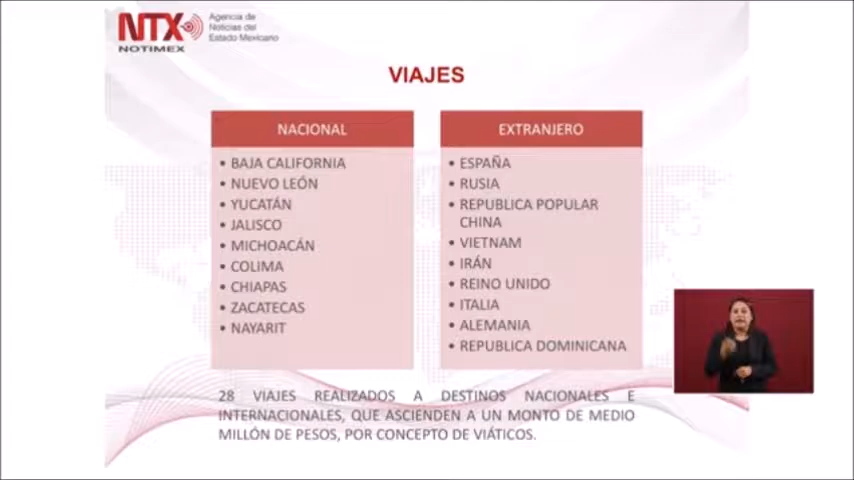 NTX
NOTIMEX
Agencia de
Noticias del
Estado Mexicano
VIAJES
NACIONAL
• BAJA CALIFORNIA
• NUEVO LEÓN
• YUCATÁN
• JALISCO
• MICHOACÁN
• COLIMA
• CHIAPAS
• ZACATECAS
• NAYARIT
EXTRANJERO
• ESPAÑA
• RUSIA
• REPUBLICA POPULAR
CHINA
• VIETNAM
• IRÁN
• REINO UNIDO
• ITALIA
• ALEMANIA
• REPUBLICA DOMINICANA
28 VIAJES REALIZADOS A DESTINOS NACIONALES E
INTERNACIONALES, QUE ASCIENDEN A UN MONTO DE MEDIO
MILLÓN DE PESOS, POR CONCEPTO DE VIÁTICOS.